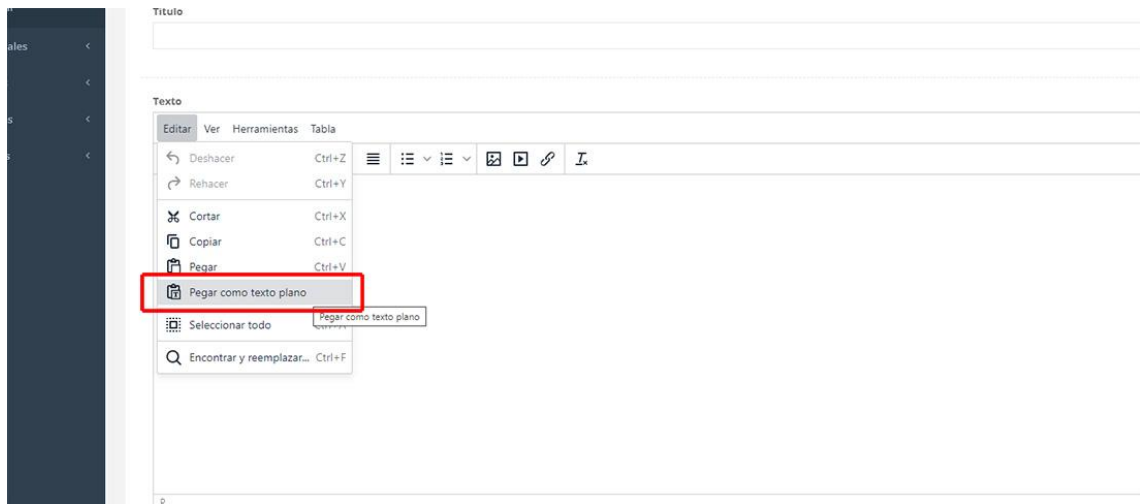 Título
ales
s
s
Texto
Editar Ver Herramientas Tabla
Deshacer Ctrl+Z
Rehacer Ctrl+Y
Cortar Ctrl+X
Copiar Ctrl+C
Pegar Ctrl+V
Pegar como texto plano
Pegar como texto plano
Seleccionar todo
Encontrar y reemplazar... Ctrl+F
P